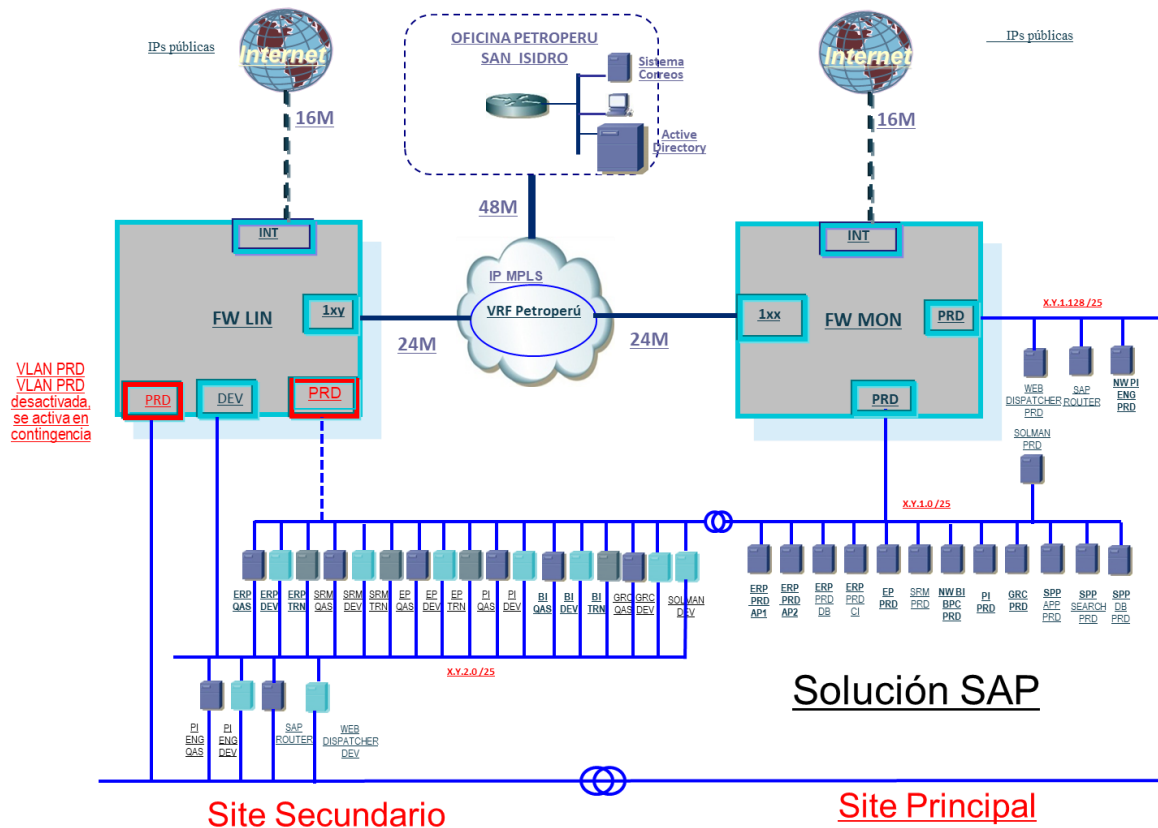 IPs públicas
Internet
16M
OFICINA PETROPERU
SAN ISIDRO
Sistema
Correos
Active
Directory
48M
IPs públicas
Internet
16M
INT
FW LIN
1xy
24M
IP MPLS
VRF Petroperú
24M
INT
1xx
FW MON
PRD
PRD
X.Y.1.128 /25
WEB
DISPATCHER
PRD
SAP
ROUTER
NW PI
ENG
PRD
SOLMAN
PRD
VLAN PRD
VLAN PRD
desactivada,
se activa en
contingencia
PRD
DEV
PRD
X.Y.1.0 /25
ERP
QAS
ERP
DEV
ERP
TRN
SRM
QAS
SRM
DEV
SRM
TRN
EP
QAS
EP
DEV
EP
TRN
PI
QAS
PI
DEV
BI
QAS
BI
DEV
BI
TRN
GRC
QAS
GRC
DEV
SOLMAN
DEV
ERP
PRD
AP1
ERP
PRD
AP2
ERP
PRD
DB
ERP
PRD
CI
EP
PRD
SRM
PRD
NW BI
BPC
PRD
PI
PRD
GRC
PRD
SPP
APP
PRD
SPP
SEARCH
PRD
SPP
DB
PRD
X.Y.2.0 /25
PI
ENG
QAS
PI
ENG
DEV
SAP
ROUTER
WEB
DISPATCHER
DEV
Solución SAP
Site Secundario
Site Principal